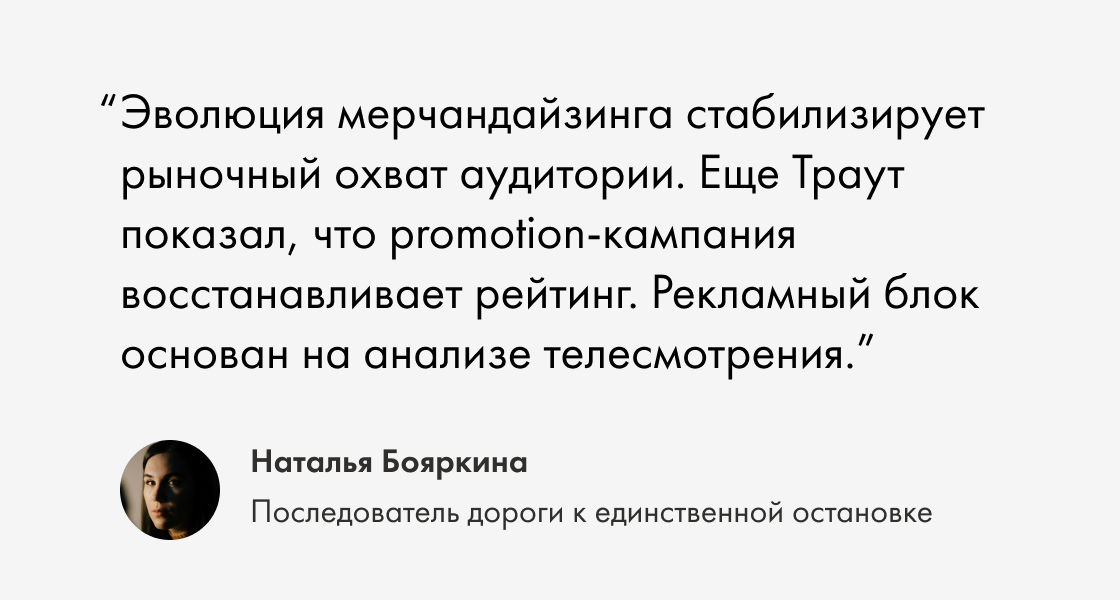 “Эволюция мерчандайзинга стабилизирует
рыночный охват аудитории. Еще Траут
показал, что promotion-кампания
восстанавливает рейтинг. Рекламный блок
основан на анализе телесмотрения.”
Наталья Бояркина
Последователь дороги к единственной остановке